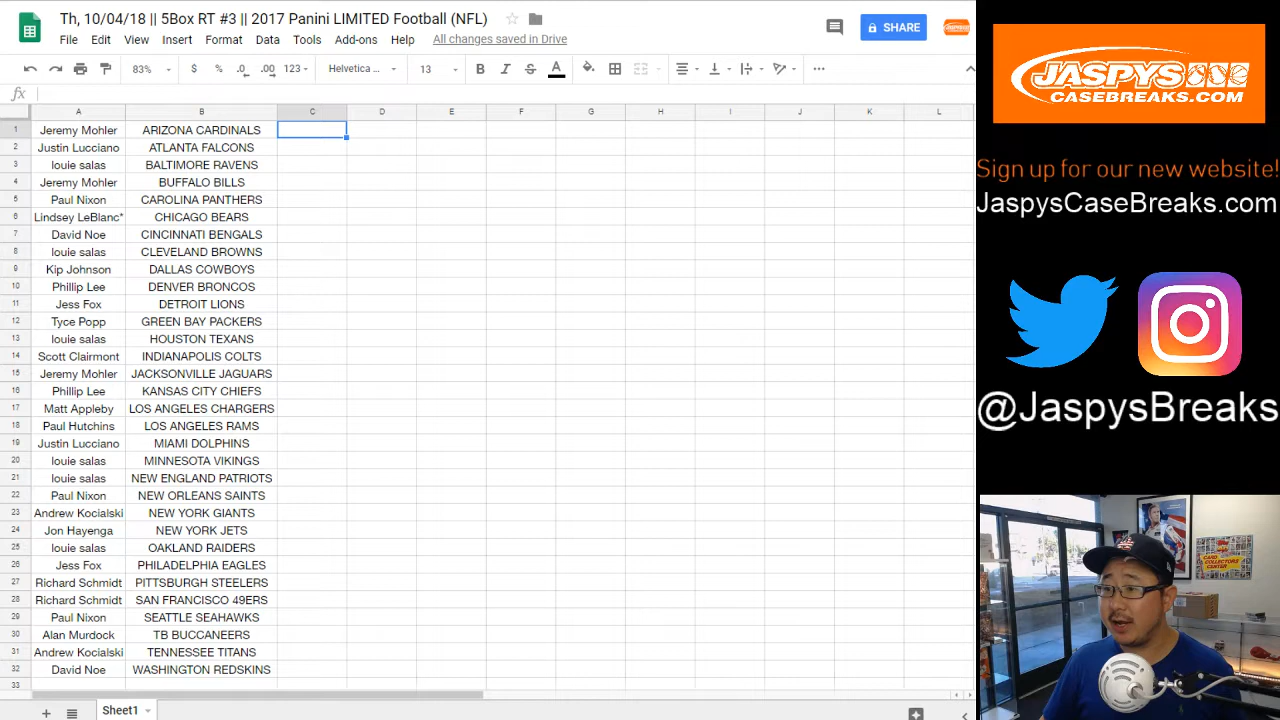 Th, 10/04/18 || 5Box RT #3 || 2017 Panini LIMITED Football (NFL)
File Edit View Insert Format Data Tools Add-ons Help All changes saved in Drive
SHARE
83% $ % .0 .00 123 Helvetica... 13 B I S A
fx
A B C D E F G H I J K L
1 Jeremy Mohler ARIZONA CARDINALS
2 Justin Lucciano ATLANTA FALCONS
3 louie salas BALTIMORE RAVENS
4 Jeremy Mohler BUFFALO BILLS
5 Paul Nixon CAROLINA PANTHERS
6 Lindsey LeBlanc* CHICAGO BEARS
7 David Noe CINCINNATI BENGALS
8 louie salas CLEVELAND BROWNS
9 Kip Johnson DALLAS COWBOYS
10 Phillip Lee DENVER BRONCOS
11 Jess Fox DETROIT LIONS
12 Tyce Popp GREEN BAY PACKERS
13 louie salas HOUSTON TEXANS
14 Scott Clairmont INDIANAPOLIS COLTS
15 Jeremy Mohler JACKSONVILLE JAGUARS
16 Phillip Lee KANSAS CITY CHIEFS
17 Matt Appleby LOS ANGELES CHARGERS
18 Paul Hutchins LOS ANGELES RAMS
19 Justin Lucciano MIAMI DOLPHINS
20 louie salas MINNESOTA VIKINGS
21 louie salas NEW ENGLAND PATRIOTS
22 Paul Nixon NEW ORLEANS SAINTS
23 Andrew Kocialski NEW YORK GIANTS
24 Jon Hayenga NEW YORK JETS
25 louie salas OAKLAND RAIDERS
26 Jess Fox PHILADELPHIA EAGLES
27 Richard Schmidt PITTSBURGH STEELERS
28 Richard Schmidt SAN FRANCISCO 49ERS
29 Paul Nixon SEATTLE SEAHAWKS
30 Alan Murdock TB BUCCANEERS
31 Andrew Kocialski TENNESSEE TITANS
32 David Noe WASHINGTON REDSKINS
33
Sheet1
JASPYS
CASEBREAKS.COM
Sign up for our new website!
JaspysCaseBreaks.com
@JaspysBreaks
CARD
COLLECTORS
CENTER